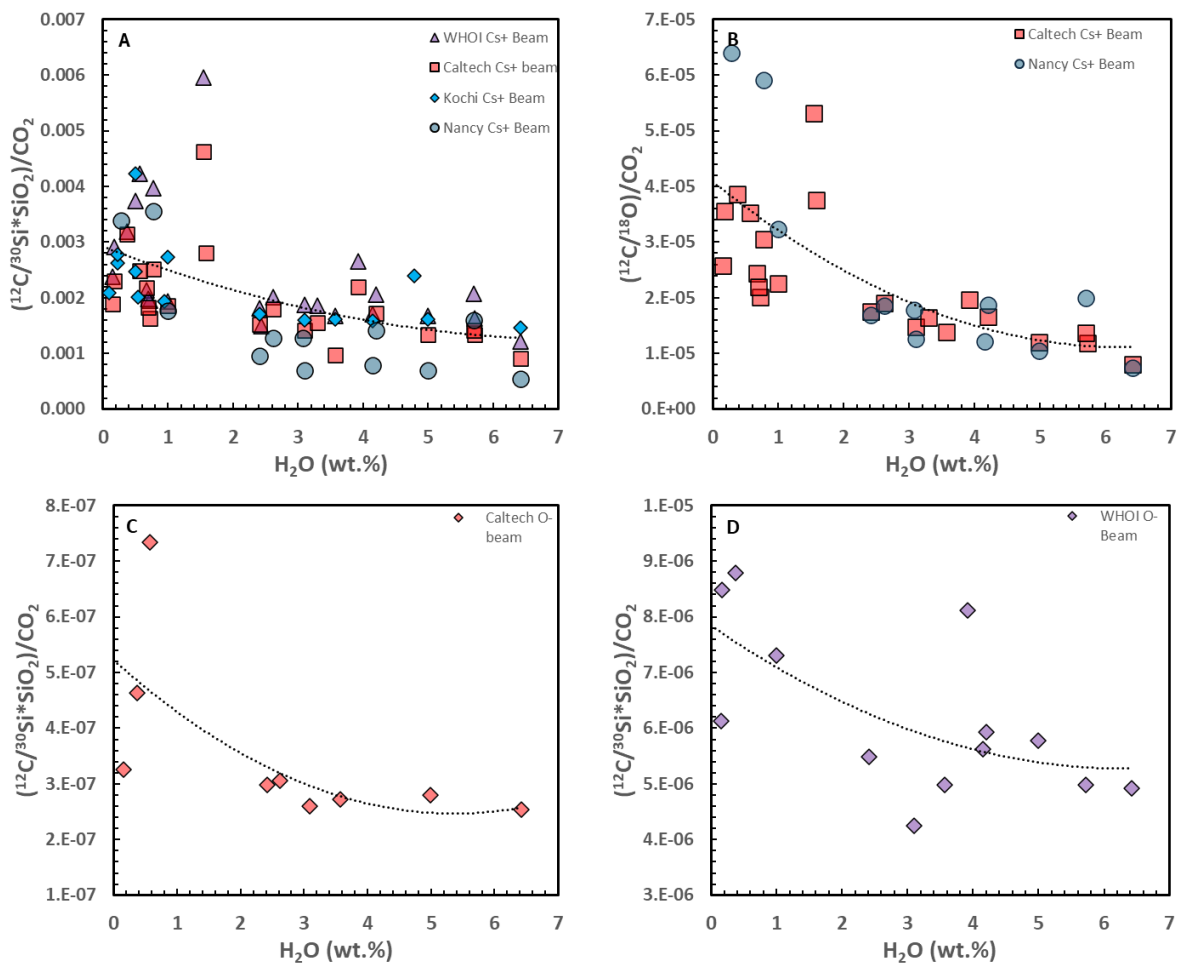 A
WHOI Cs+ Beam
Caltech Cs+ beam
Kochi Cs+ Beam
Nancy Cs+ Beam
0.007
0.006
0.005
0.004
0.003
0.002
0.001
0.000
(¹²C/³⁰Si*SiO₂)/CO₂
0 1 2 3 4 5 6 7
H₂O (wt.%)
B
Caltech Cs+ Beam
Nancy Cs+ Beam
7.E-05
6.E-05
5.E-05
4.E-05
3.E-05
2.E-05
1.E-05
0.E+00
(¹²C/¹⁸O)/CO₂
0 1 2 3 4 5 6 7
H₂O (wt.%)
C
Caltech O-
beam
8.E-07
7.E-07
6.E-07
5.E-07
4.E-07
3.E-07
2.E-07
1.E-07
(¹²C/³⁰Si*SiO₂)/CO₂
0 1 2 3 4 5 6 7
H₂O (wt.%)
D
WHOI O-
Beam
1.E-05
9.E-06
8.E-06
7.E-06
6.E-06
5.E-06
4.E-06
3.E-06
(¹²C/³⁰Si*SiO₂)/CO₂
0 1 2 3 4 5 6 7
H₂O (wt.%)